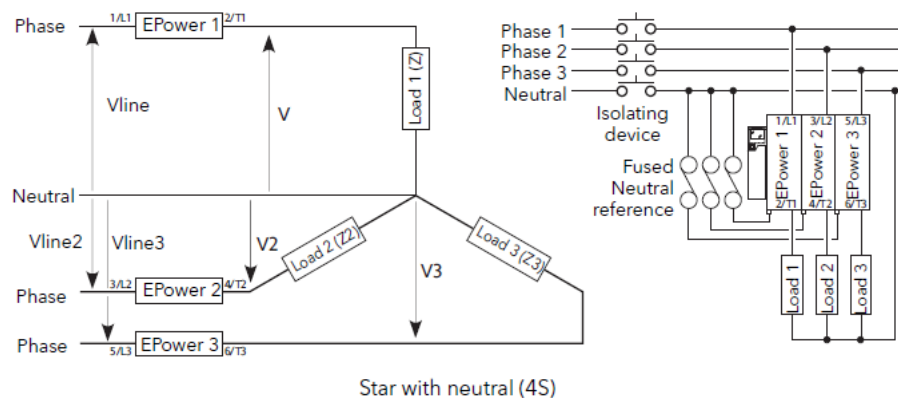 Phase 1/L1 EPower 1 2/T1
Load 1 (Z)
Vline V
Neutral
Vline2 Vline3 V2 Load 2 (Z2) Load 3 (Z3)
V3
Phase 3/L2 EPower 2 4/T2
Phase 5/L3 EPower 3 6/T3
Phase 1
Phase 2
Phase 3
Neutral
Isolating
device
Fused
Neutral
reference
1/L1 3/L2 5/L3
EPower 1 EPower 2 EPower 3
2/T1 4/T2 6/T3
Load 1 Load 2 Load 3
Star with neutral (4S)